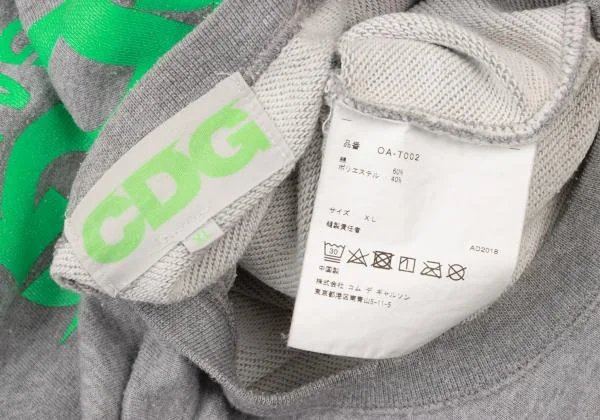 CDG
XL
品番 OA-T002
綿 60%
ポリエステル 40%
サイズ XL
縫製責任者
AD2018
30
中国製
株式会社 コム デ ギャルソン
東京都港区南青山5-11-5